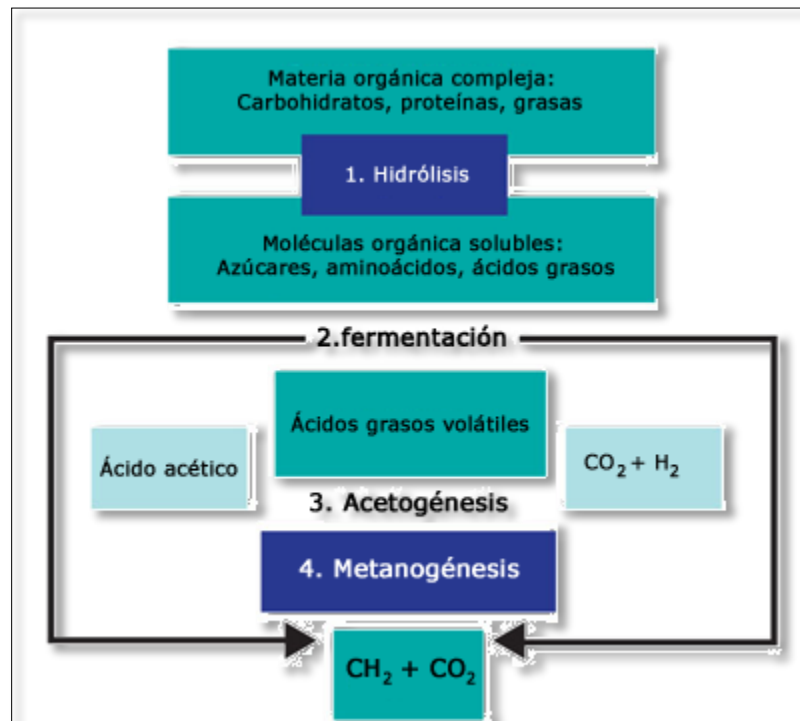 Materia orgánica compleja:
Carbohidratos, proteínas, grasas
1. Hidrólisis
Moléculas orgánica solubles:
Azúcares, aminoácidos, ácidos grasos
2.fermentación
Ácidos grasos volátiles
Ácido acético
CO₂ + H₂
3. Acetogénesis
4. Metanogénesis
CH₂ + CO₂